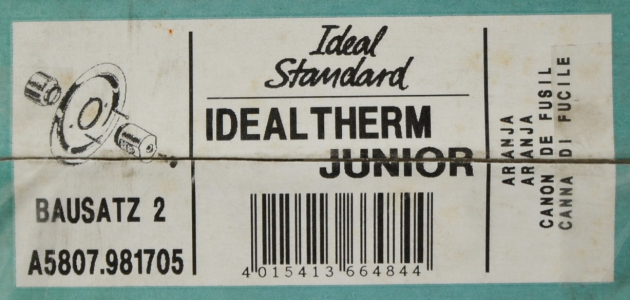 Ideal
Standard
IDEALTHERM
JUNIOR
BAUSATZ 2
A5807.981705
4 015413 664844
ARANJA
ARANJA
CANON DE FUSIL
CANNA DI FUCILE